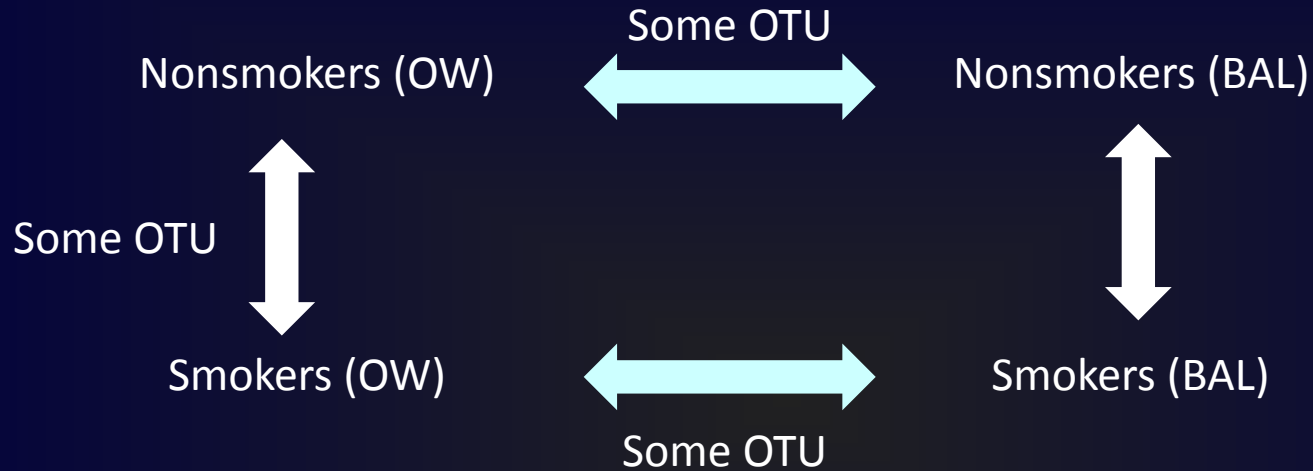 Some OTU
Nonsmokers (OW)
Nonsmokers (BAL)
Some OTU
Smokers (OW)
Smokers (BAL)
Some OTU